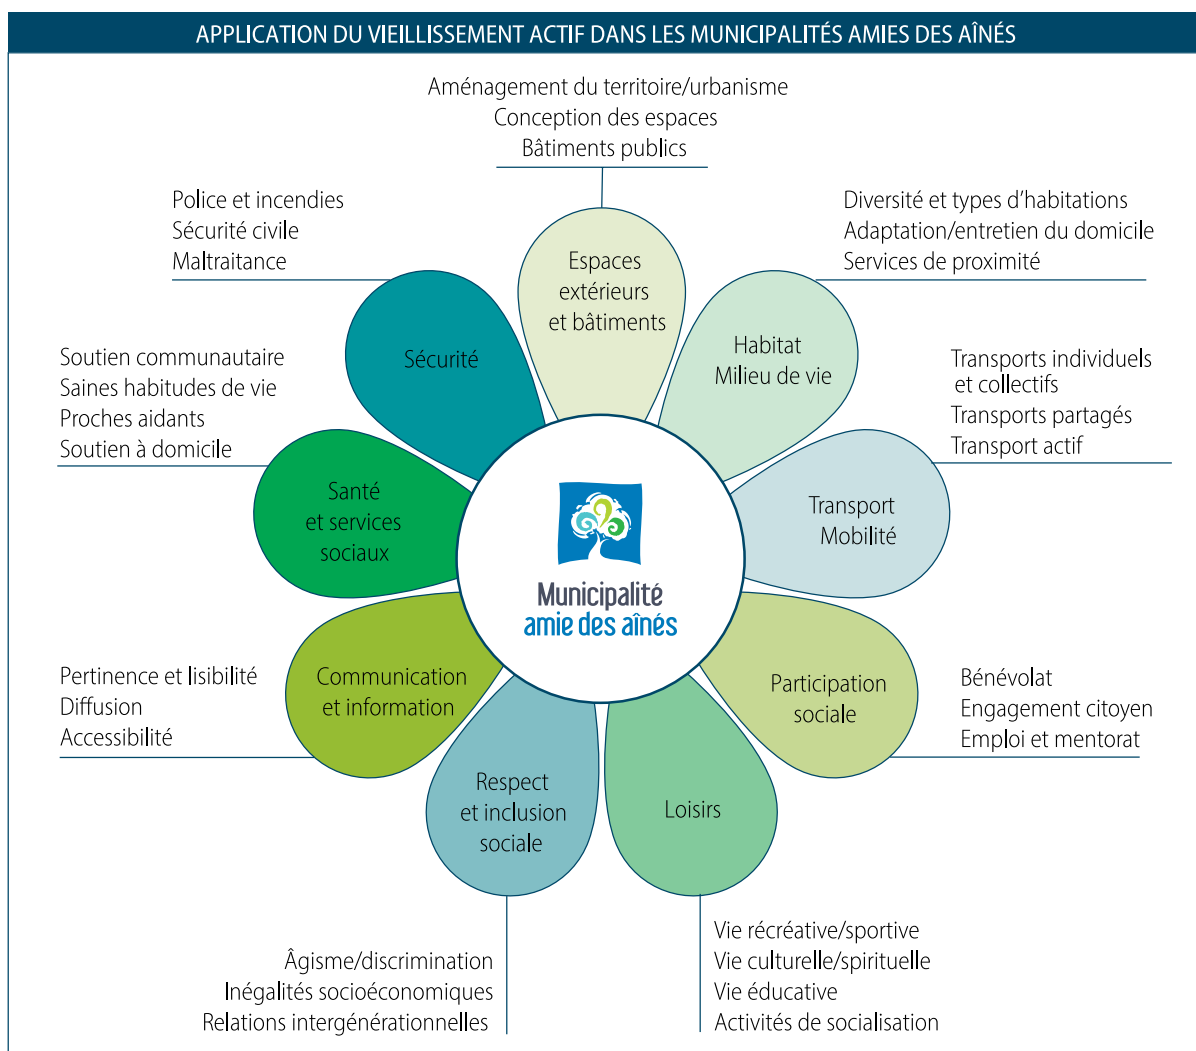 APPLICATION DU VIEILLISSEMENT ACTIF DANS LES MUNICIPALITÉS AMIES DES AÎNÉS
Aménagement du territoire/urbanisme
Conception des espaces
Bâtiments publics
Espaces
extérieurs
et bâtiments
Diversité et types d'habitations
Adaptation/entretien du domicile
Services de proximité
Habitat
Milieu de vie
Transports individuels
et collectifs
Transports partagés
Transport actif
Transport
Mobilité
Bénévolat
Engagement citoyen
Emploi et mentorat
Participation
sociale
Vie récréative/sportive
Vie culturelle/spirituelle
Vie éducative
Activités de socialisation
Loisirs
Âgisme/discrimination
Inégalités socioéconomiques
Relations intergénérationnelles
Respect
et inclusion
sociale
Pertinence et lisibilité
Diffusion
Accessibilité
Communication
et information
Soutien communautaire
Saines habitudes de vie
Proches aidants
Soutien à domicile
Santé
et services
sociaux
Police et incendies
Sécurité civile
Maltraitance
Sécurité
Municipalité
amie des aînés